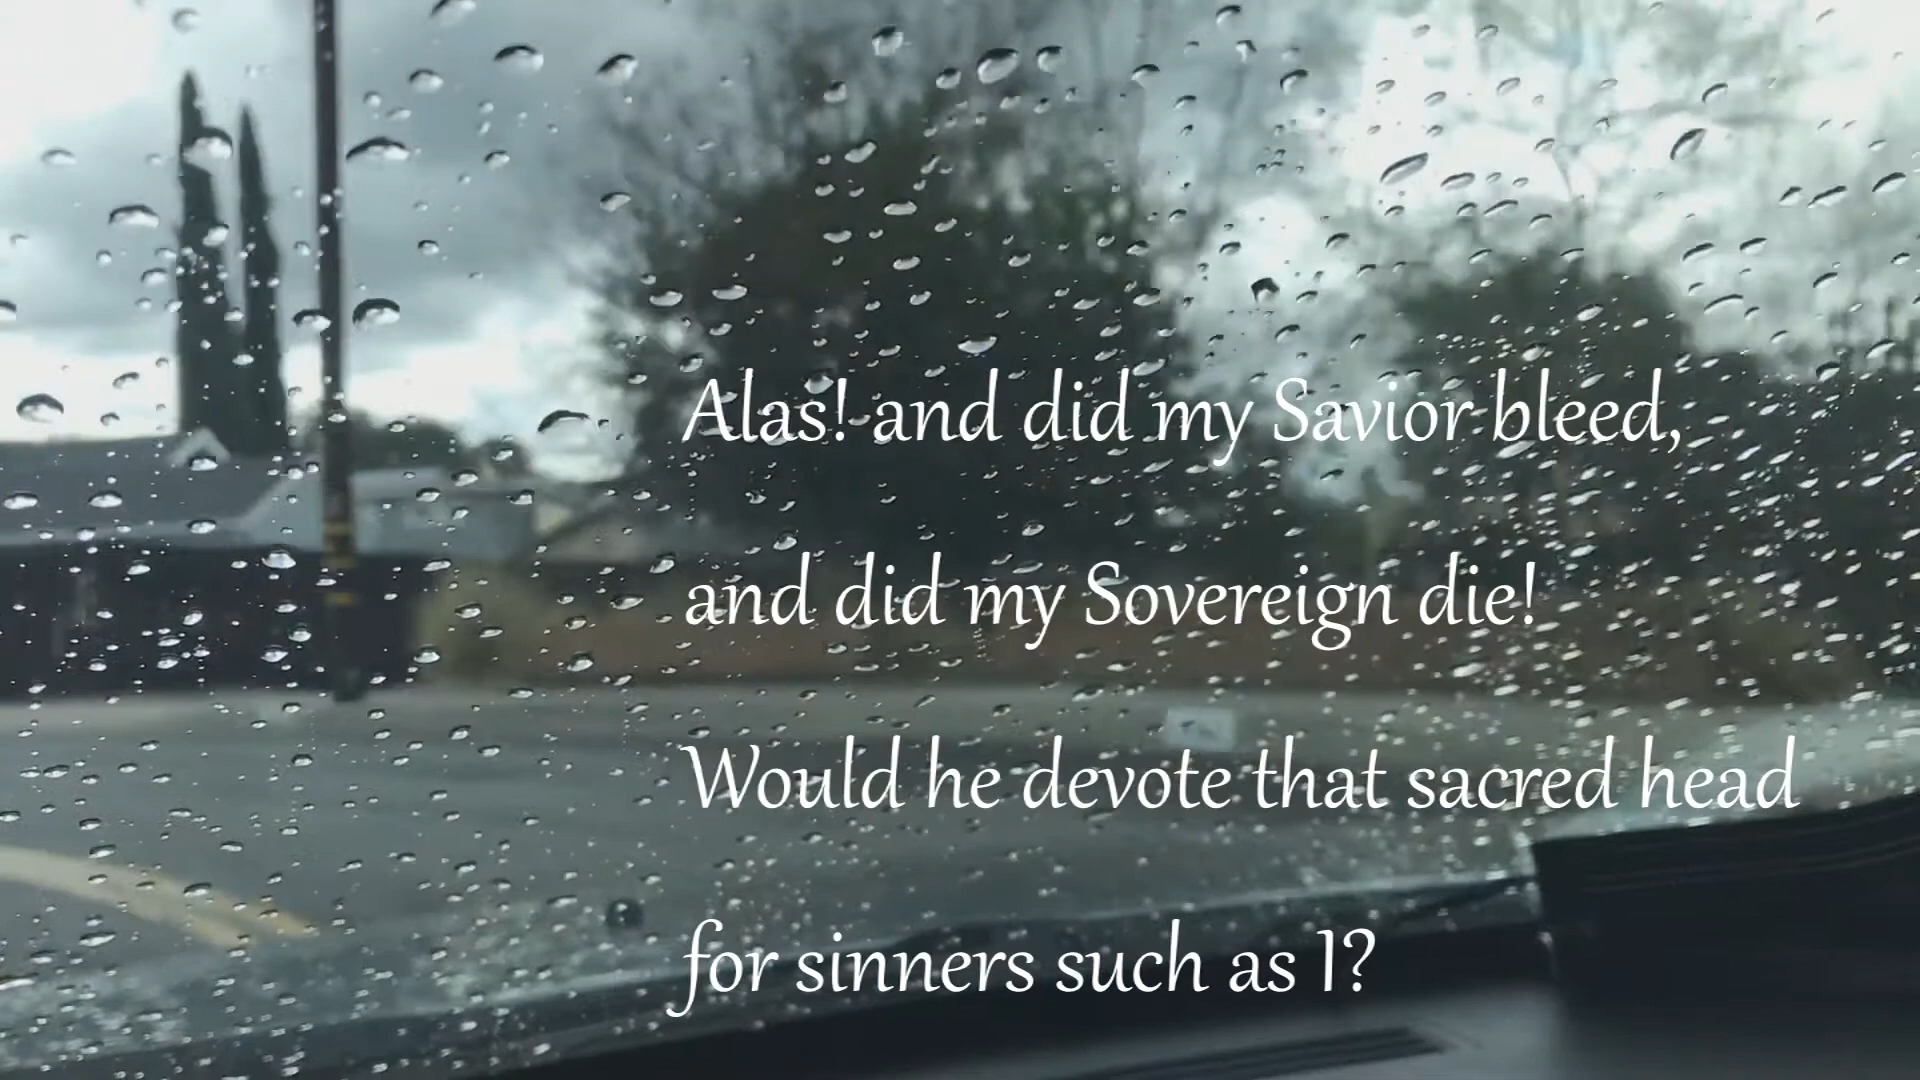 Alas! and did my Savior bleed,
and did my Sovereign die!
Would he devote that sacred head
for sinners such as I?